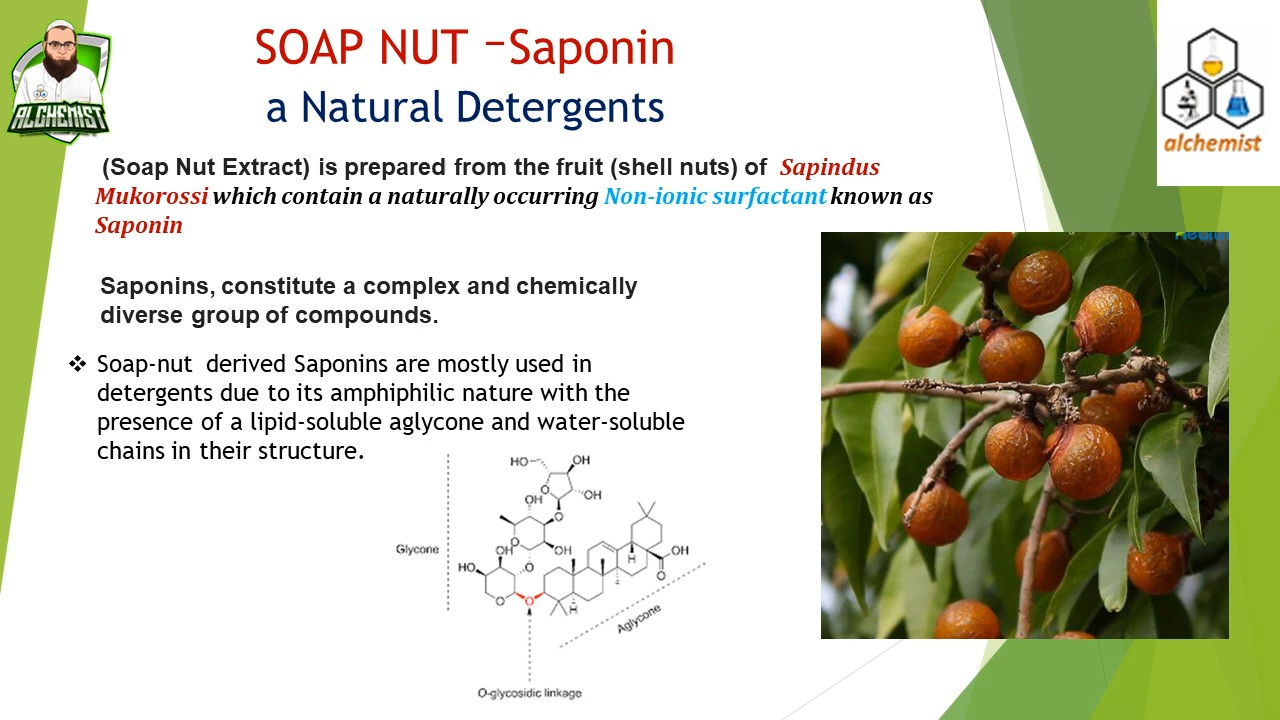 SOAP NUT –Saponin
a Natural Detergents
ALCHEMIST
alchemist
(Soap Nut Extract) is prepared from the fruit (shell nuts) of Sapindus
Mukorossi which contain a naturally occurring Non-ionic surfactant known as
Saponin
Saponins, constitute a complex and chemically
diverse group of compounds.
❖ Soap-nut derived Saponins are mostly used in
detergents due to its amphiphilic nature with the
presence of a lipid-soluble aglycone and water-soluble
chains in their structure.
HO
OH
O
OH
OH
O
O
OH
OH
O
HO
O
O
H
H
OH
O
Glycone
Aglycone
O-glycosidic linkage